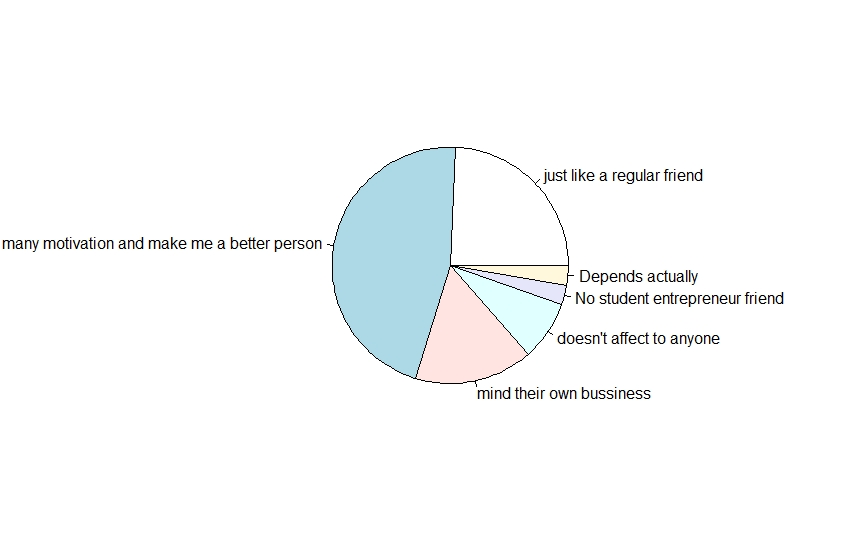 just like a regular friend
many motivation and make me a better person
Depends actually
No student entrepreneur friend
doesn't affect to anyone
mind their own bussiness